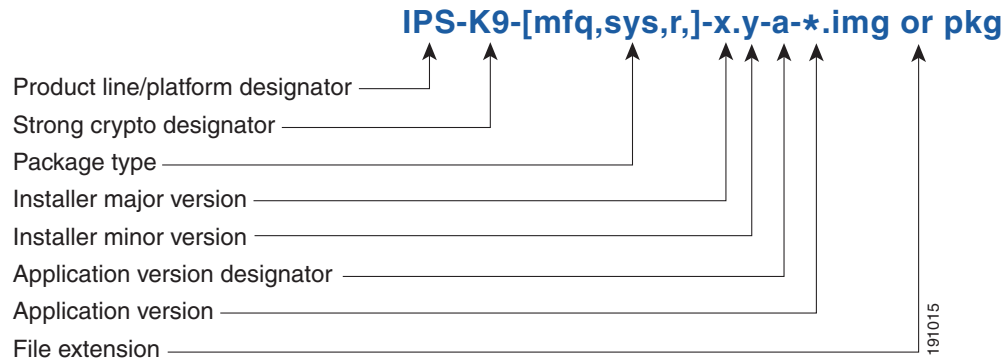 IPS-K9-[mfq,sys,r,]-x.y-a-*.img or pkg
Product line/platform designator
Strong crypto designator
Package type
Installer major version
Installer minor version
Application version designator
Application version
File extension
191015